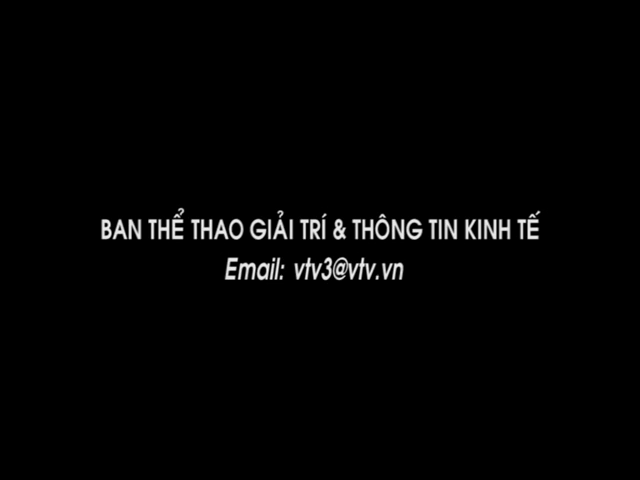 BAN THỂ THAO GIẢI TRÍ & THÔNG TIN KINH TẾ
Email: vtv3@vtv.vn